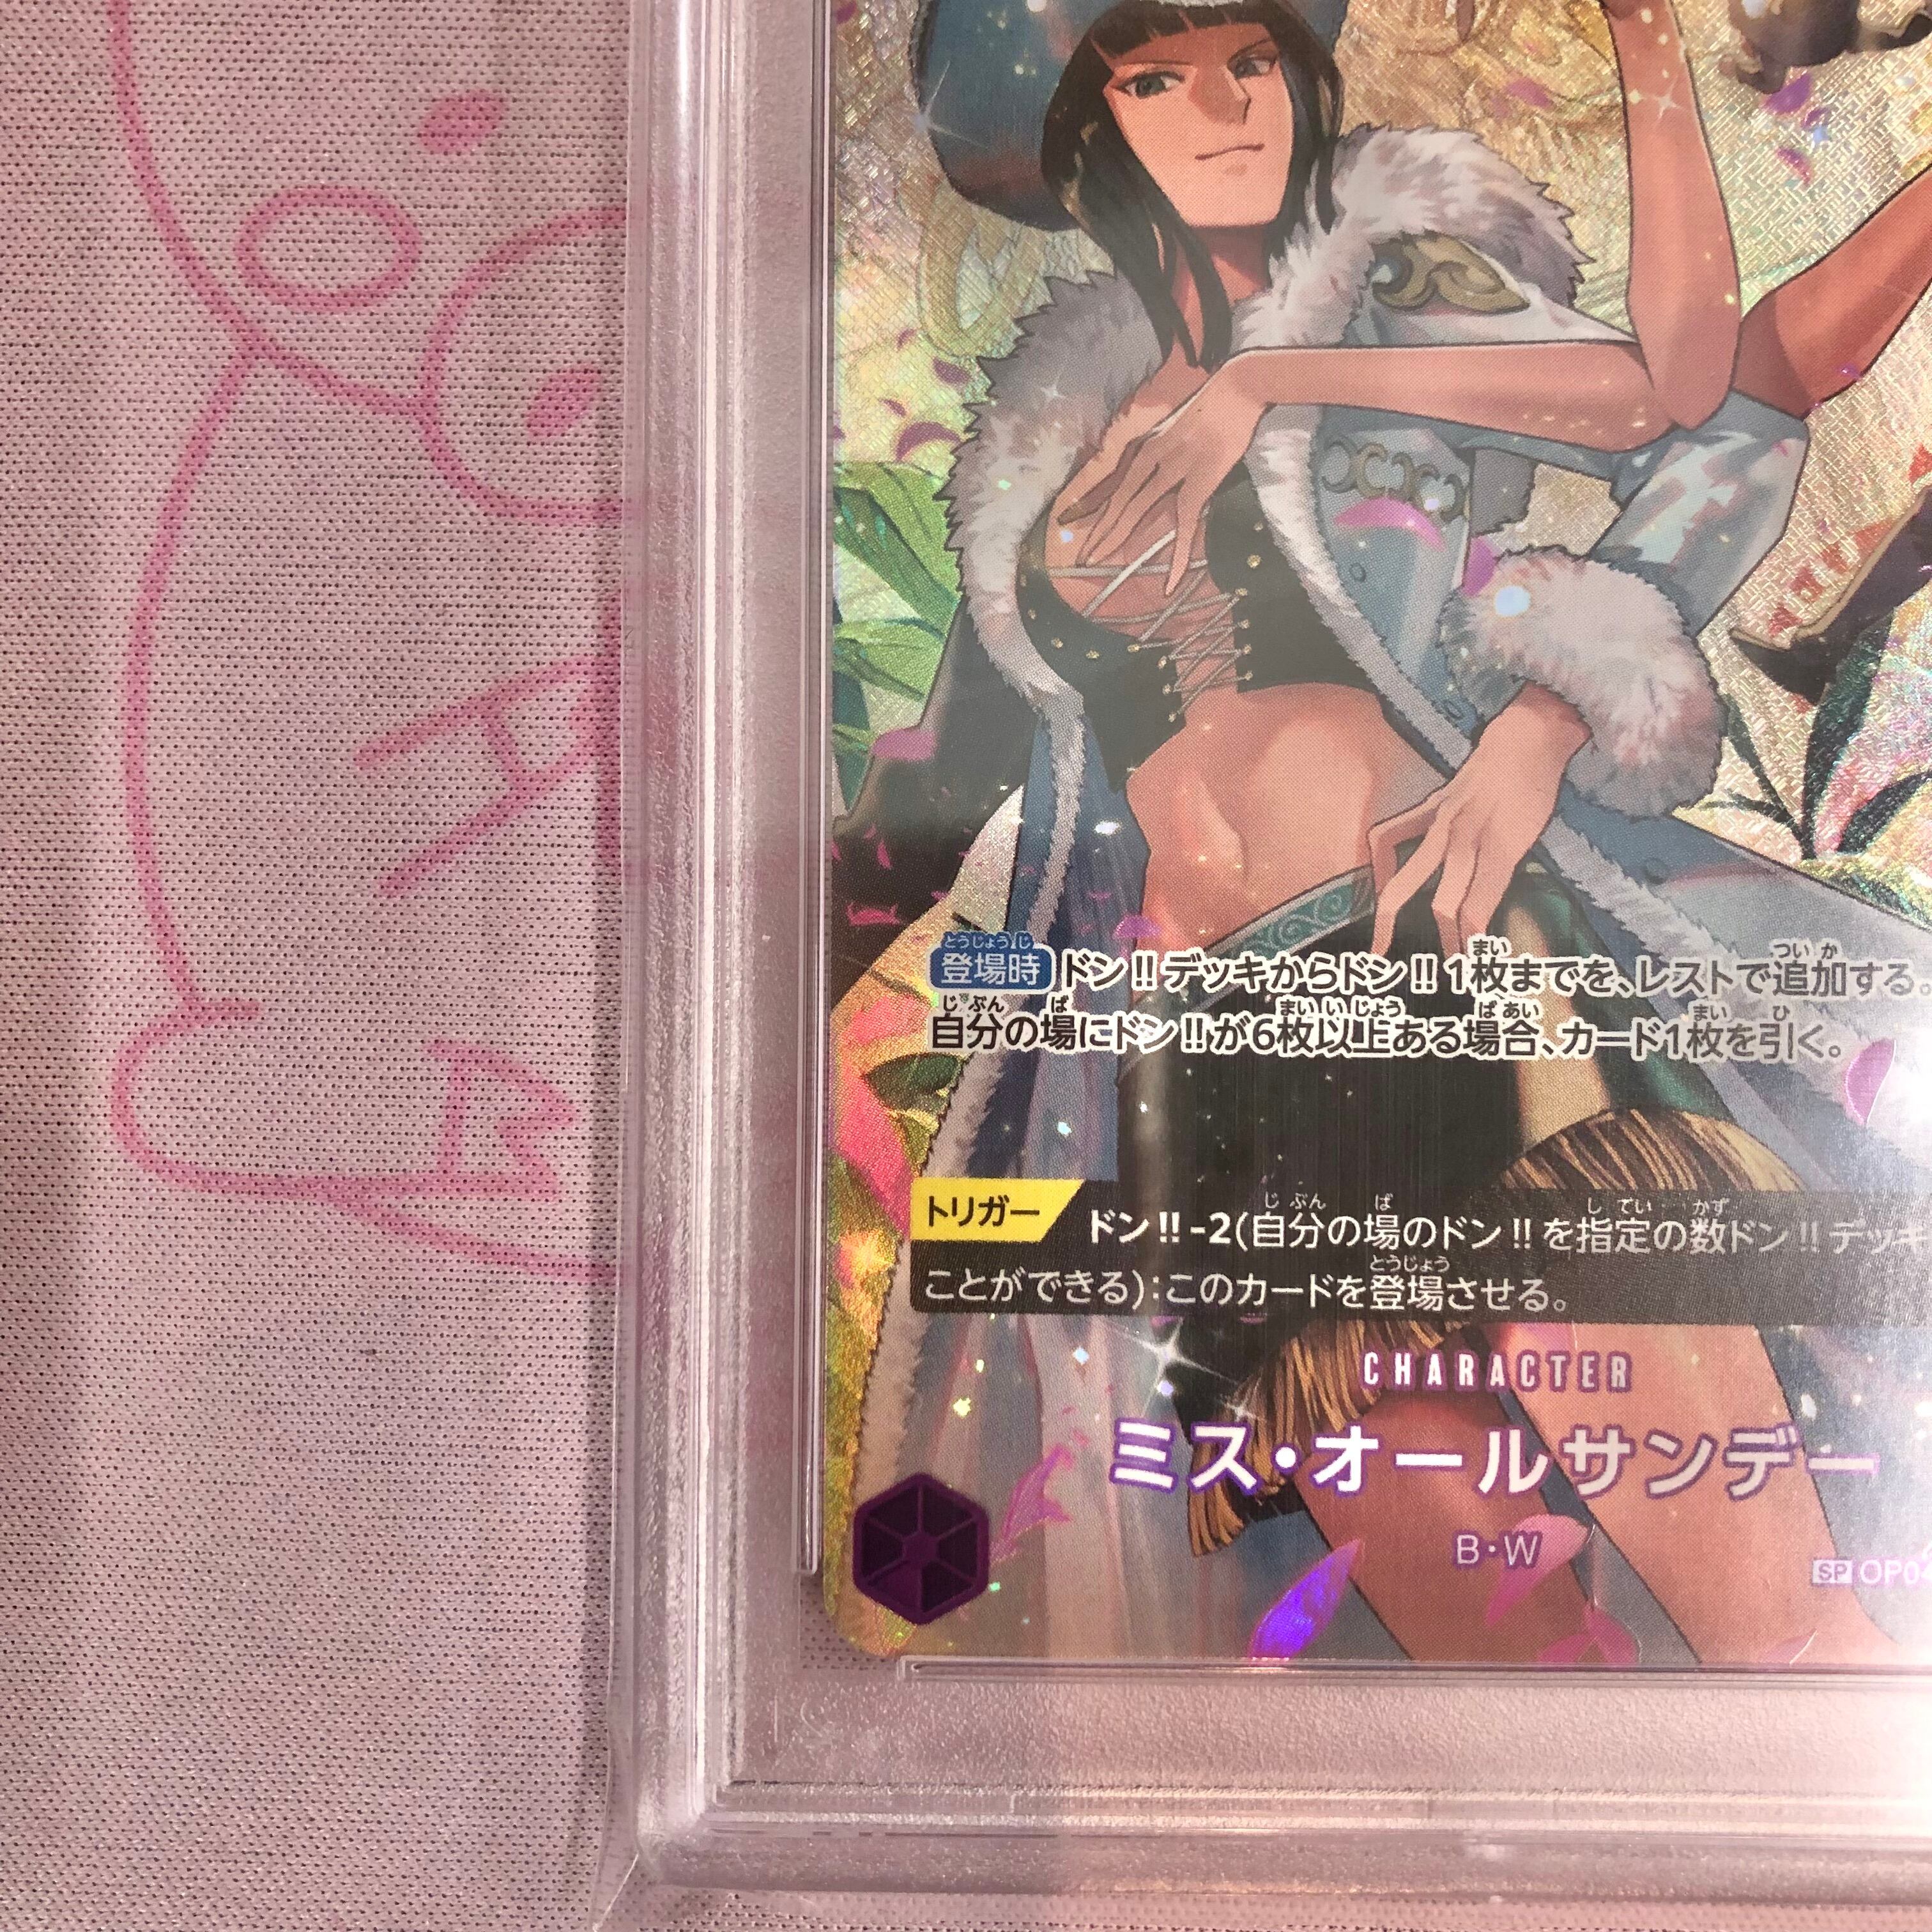 登場時 ドン!!デッキからドン!!1枚までを、レストで追加する。
自分の場にドン!!が6枚以上ある場合、カード1枚を引く。
トリガー ドン!!-2(自分の場のドン!!を指定の数ドン!!デッキ
ことができる):このカードを登場させる。
CHARACTER
ミス・オールサンデー
B・W
SP OP04